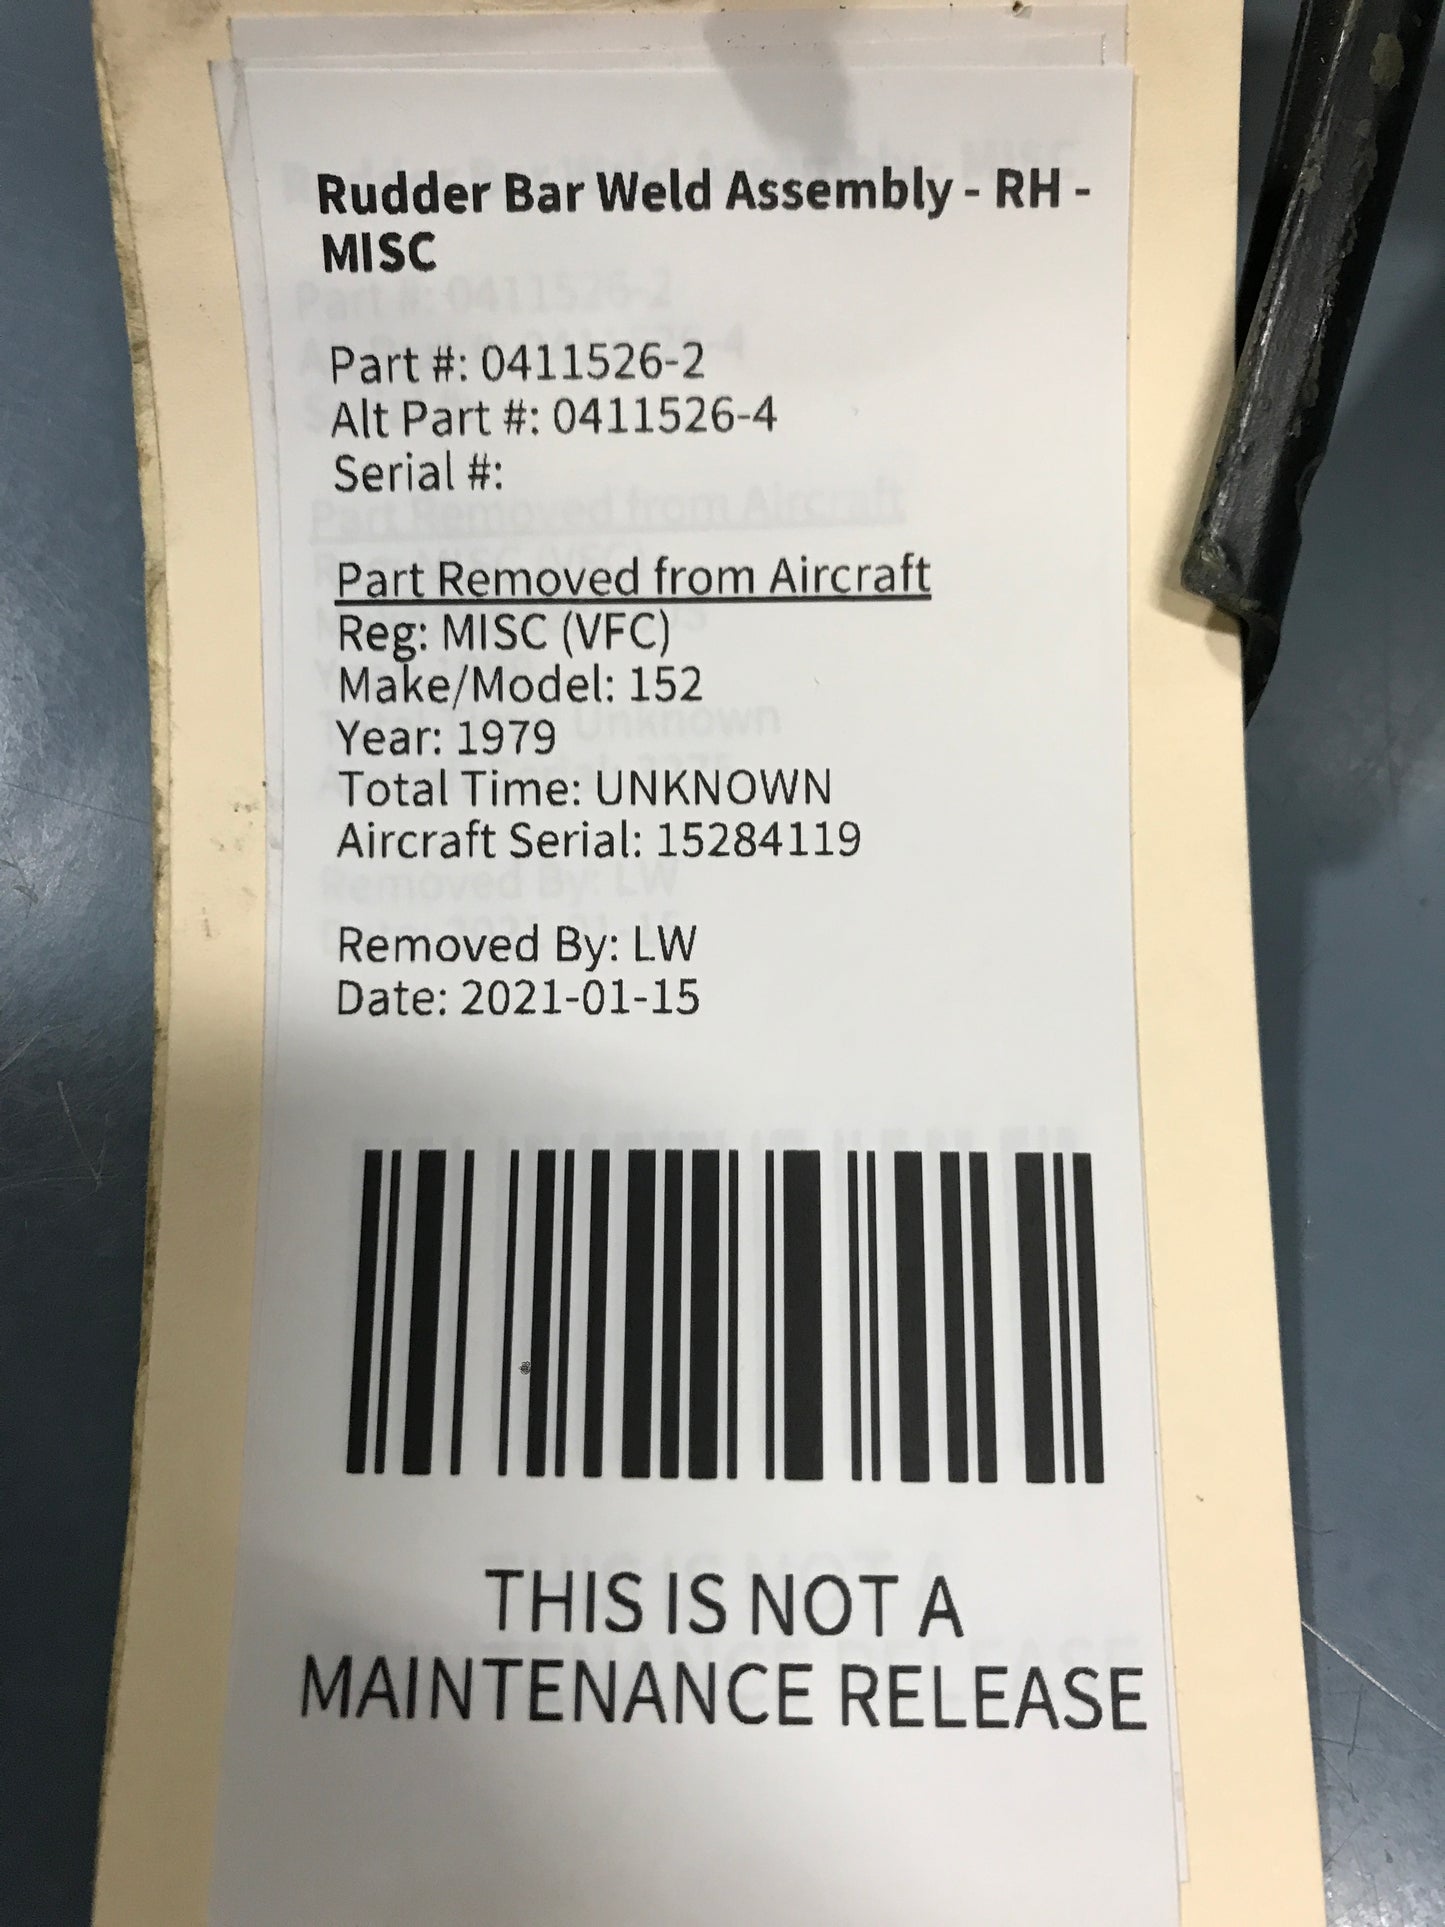 Rudder Bar Weld Assembly - RH -
MISC
Part #: 0411526-2
Alt Part #: 0411526-4
Serial #:
Part Removed from Aircraft
Reg: MISC (VFC)
Make/Model: 152
Year: 1979
Total Time: UNKNOWN
Aircraft Serial: 15284119
Removed By: LW
Date: 2021-01-15
THIS IS NOT A
MAINTENANCE RELEASE